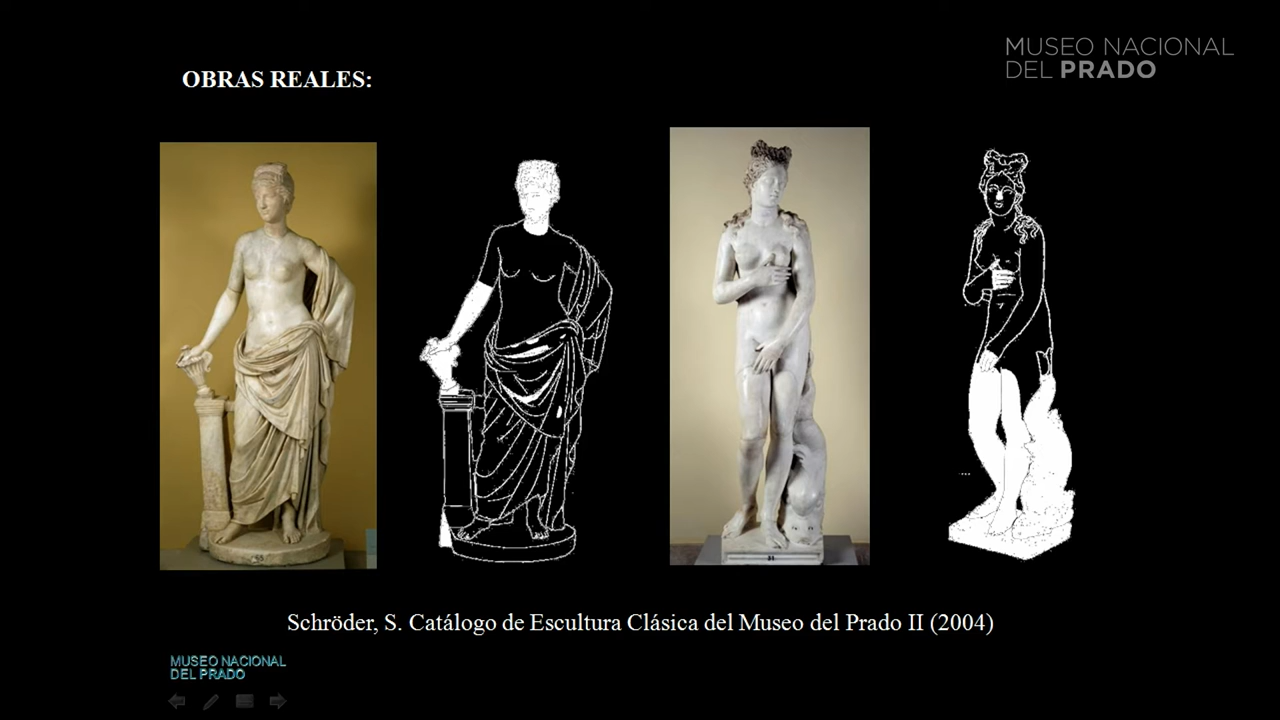 MUSEO NACIONAL
DEL PRADO
OBRAS REALES:
Schröder, S. Catálogo de Escultura Clásica del Museo del Prado II (2004)
MUSEO NACIONAL
DEL PRADO